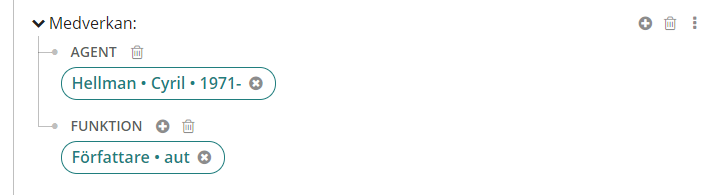 Medverkan:
AGENT
Hellman • Cyril • 1971-
FUNKTION
Författare • aut